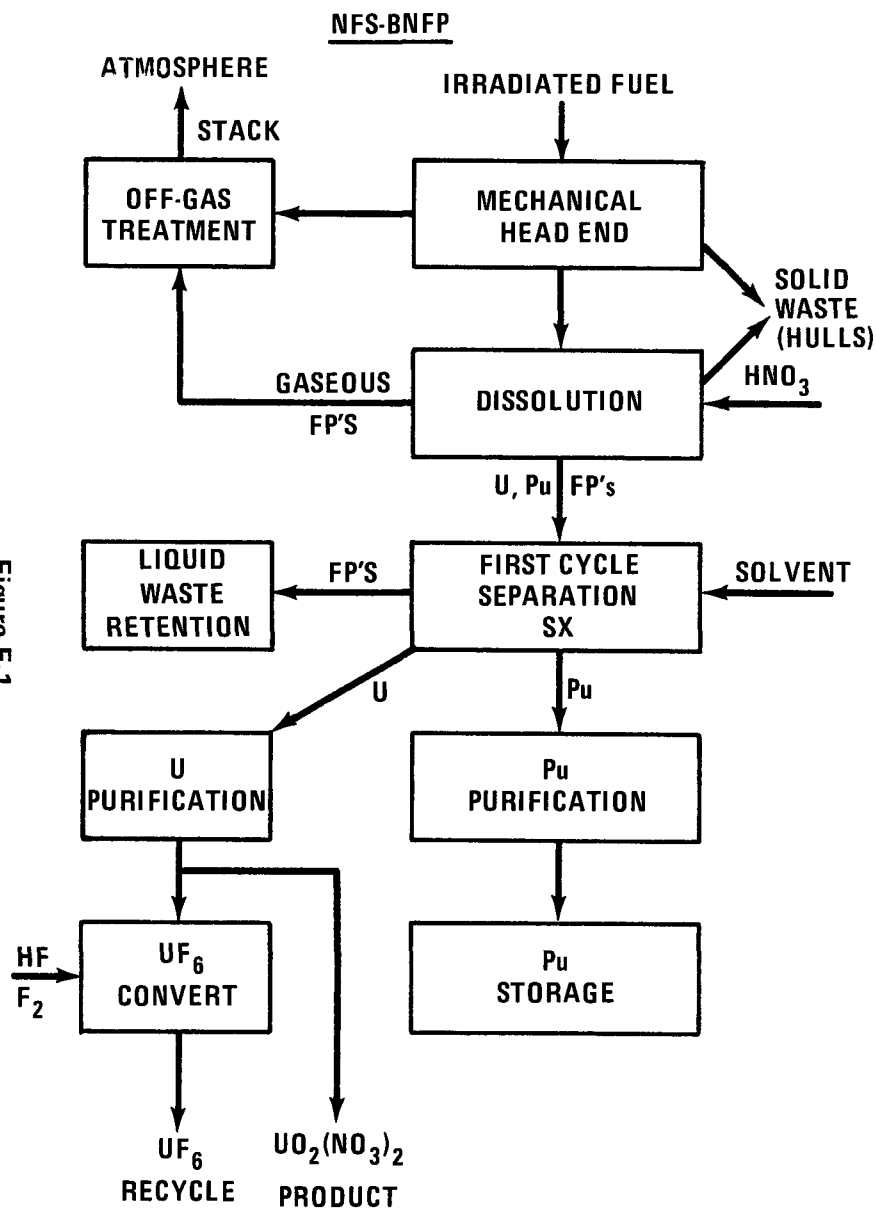 NFS-BNFP
ATMOSPHERE
IRRADIATED FUEL
STACK
OFF-GAS
TREATMENT
MECHANICAL
HEAD END
SOLID
WASTE
(HULLS)
GASEOUS
FP'S
DISSOLUTION
HNO₃
U, Pu
FP's
LIQUID
WASTE
RETENTION
FP'S
FIRST CYCLE
SEPARATION
SX
SOLVENT
U
Pu
U
PURIFICATION
Pu
PURIFICATION
HF
F₂
UF₆
CONVERT
Pu
STORAGE
UF₆
RECYCLE
UO₂(NO₃)₂
PRODUCT